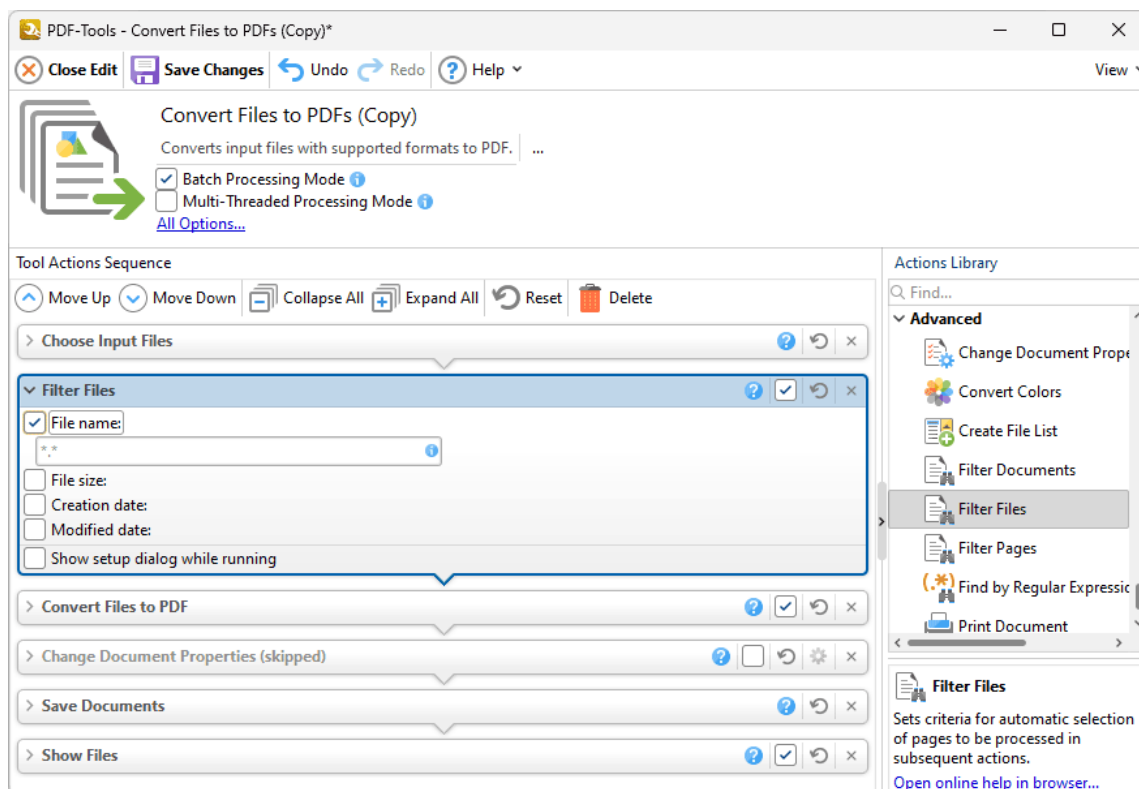 PDF-Tools - Convert Files to PDFs (Copy)*
Close Edit Save Changes Undo Redo Help View
Convert Files to PDFs (Copy)
Converts input files with supported formats to PDF. ...
Batch Processing Mode
Multi-Threaded Processing Mode
All Options...
Tool Actions Sequence
Move Up Move Down Collapse All Expand All Reset Delete
Choose Input Files
Filter Files
File name:
*.*
File size:
Creation date:
Modified date:
Show setup dialog while running
Convert Files to PDF
Change Document Properties (skipped)
Save Documents
Show Files
Actions Library
Find...
Advanced
Change Document Prope
Convert Colors
Create File List
Filter Documents
Filter Files
Filter Pages
(.*) Find by Regular Expressic
Print Document
Filter Files
Sets criteria for automatic selection
of pages to be processed in
subsequent actions.
Open online help in browser...